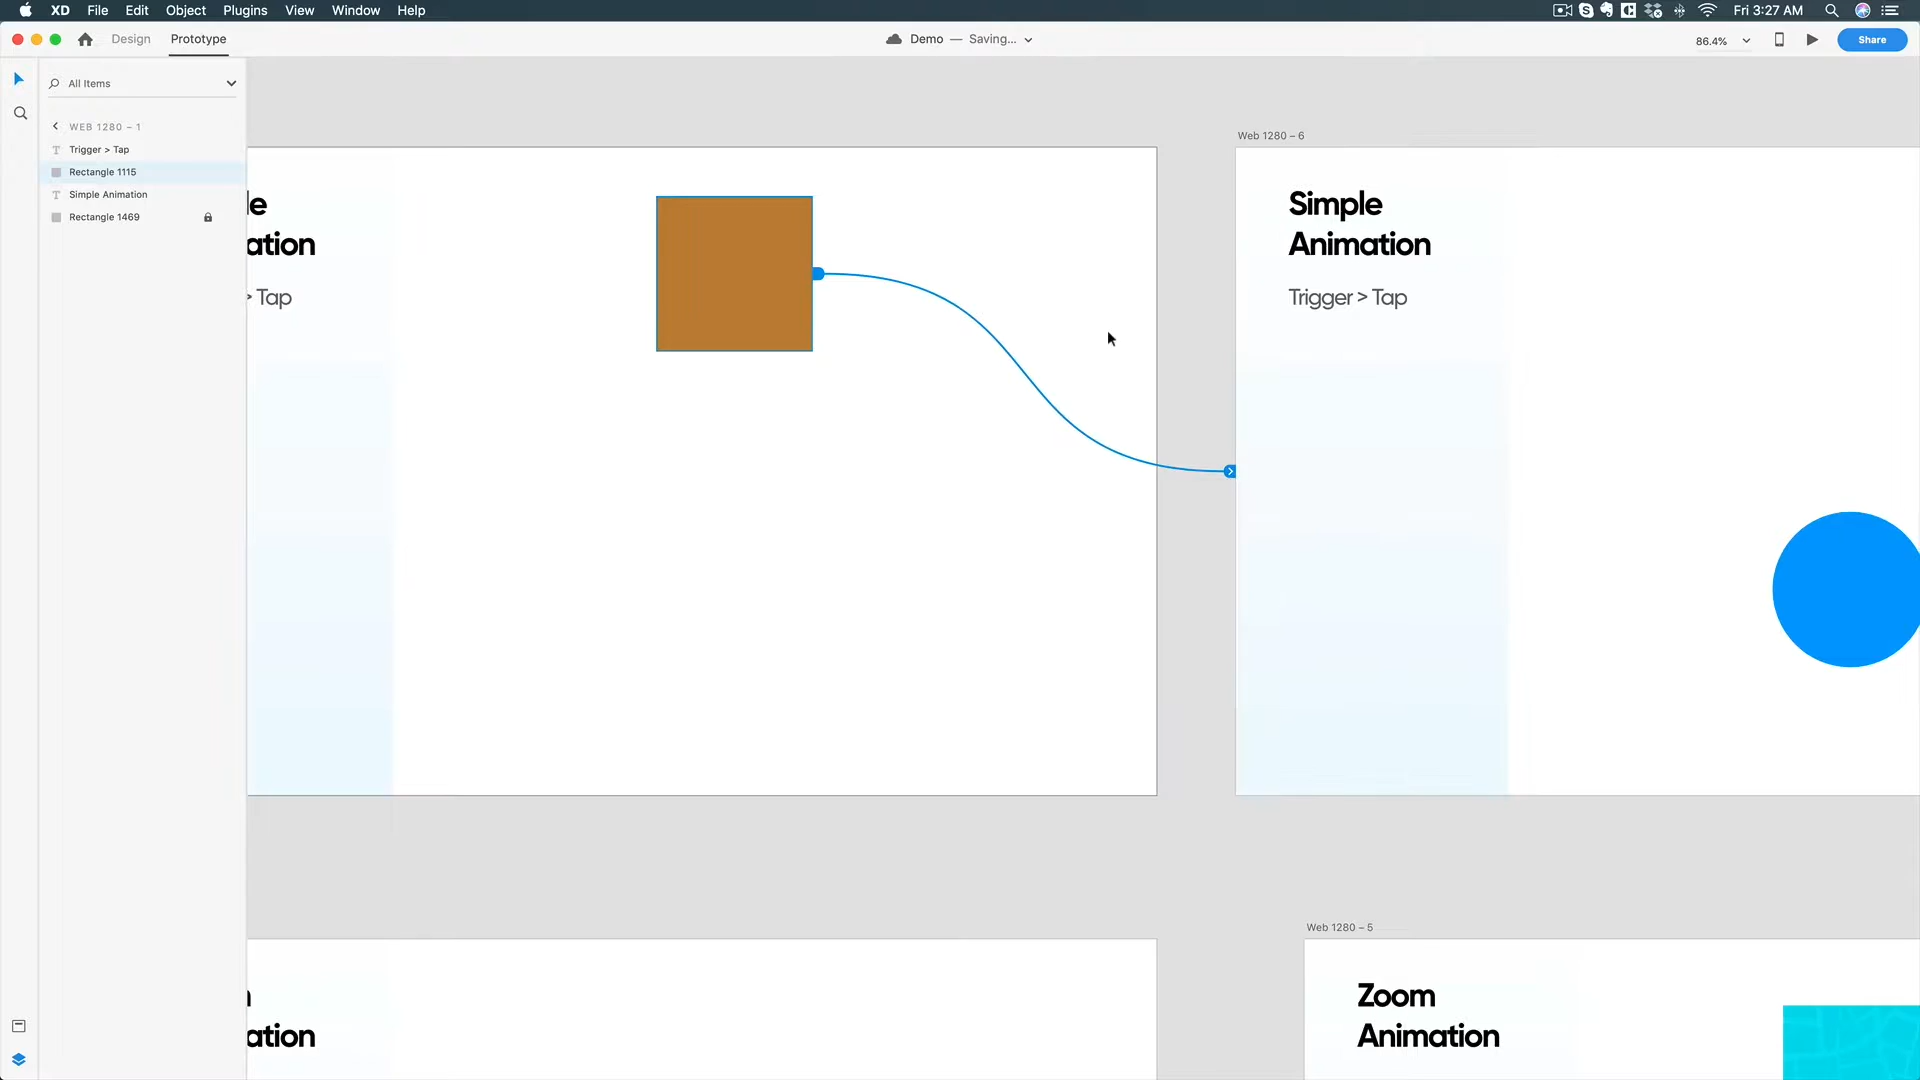 XD File Edit Object Plugins View Window Help
Fri 3:27 AM
Design Prototype
Demo — Saving...
86.4%
Share
All Items
WEB 1280 – 1
Trigger > Tap
Rectangle 1115
Simple Animation
Rectangle 1469
le
ation
> Tap
Web 1280 – 6
Simple
Animation
Trigger > Tap
ation
Web 1280 – 5
Zoom
Animation